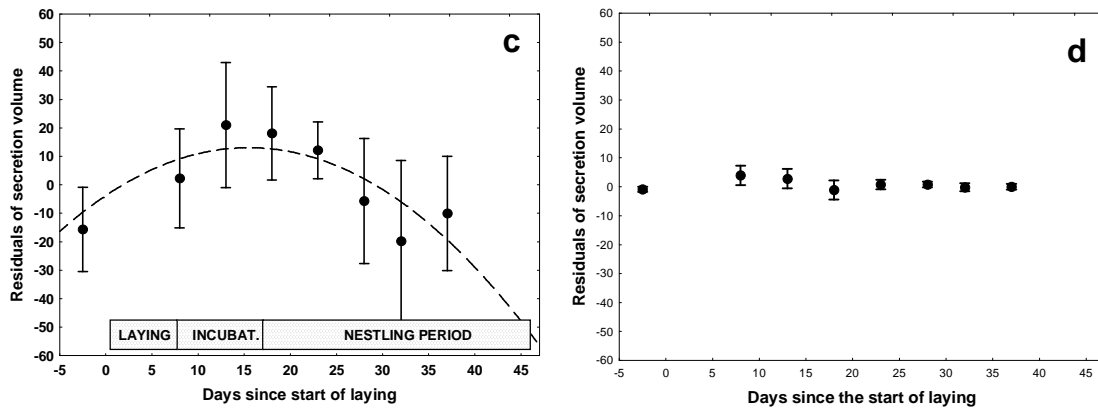 c
60
50
40
30
20
10
0
-10
-20
-30
-40
-50
-60
Residuals of secretion volume
LAYING INCUBAT. NESTLING PERIOD
-5 0 5 10 15 20 25 30 35 40 45
Days since start of laying
d
60
50
40
30
20
10
0
-10
-20
-30
-40
-50
-60
Residuals of secretion volume
-5 0 5 10 15 20 25 30 35 40 45
Days since the start of laying